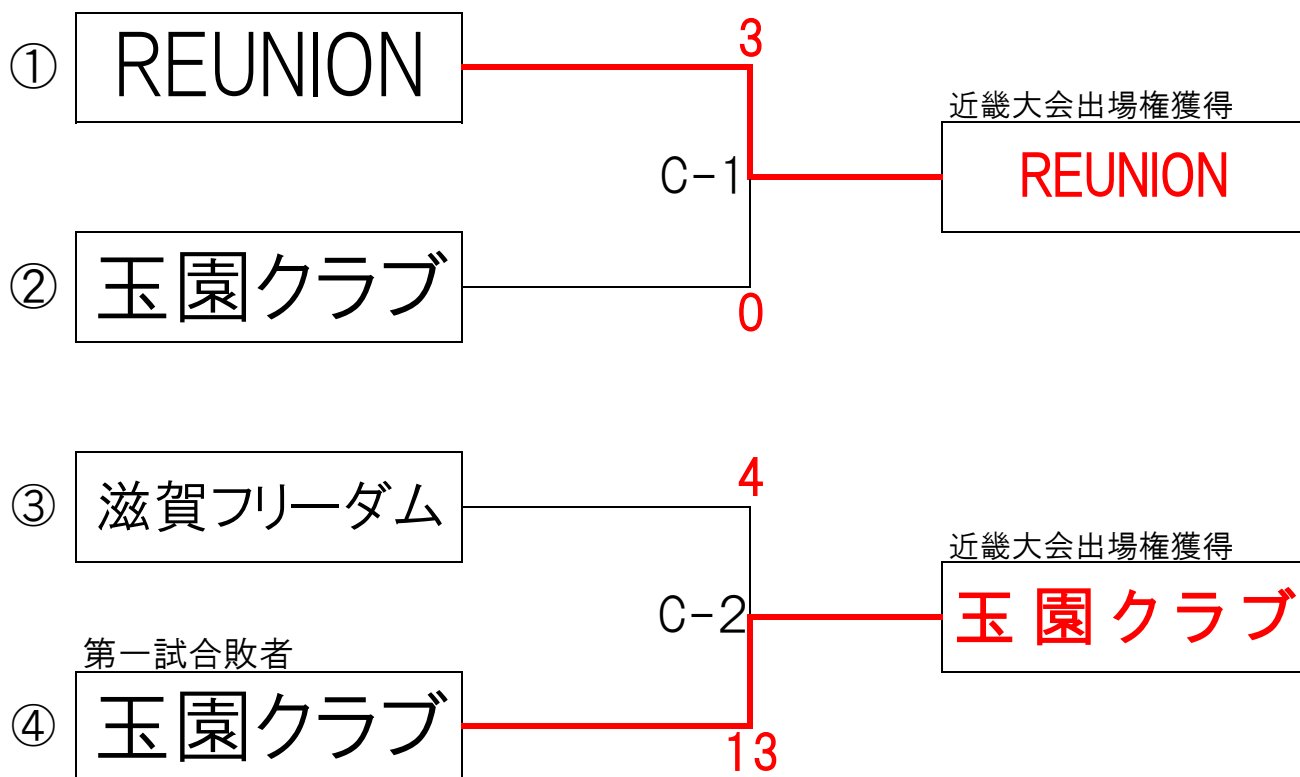 ① REUNION
3
近畿大会出場権獲得
C-1
REUNION
② 玉園クラブ
0
③ 滋賀フリーダム
4
近畿大会出場権獲得
C-2
玉園クラブ
第一試合敗者
④ 玉園クラブ
13